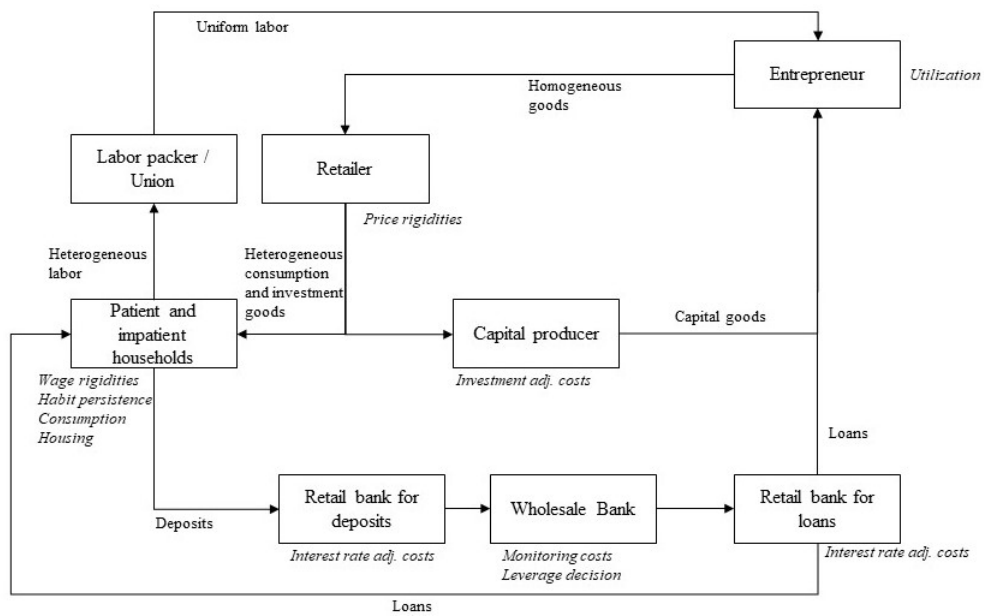 Uniform labor
Entrepreneur
Utilization
Homogeneous
goods
Labor packer /
Union
Retailer
Price rigidities
Heterogeneous
labor
Heterogeneous
consumption
and investment
goods
Patient and
impatient
households
Capital producer
Capital goods
Wage rigidities
Habit persistence
Consumption
Housing
Investment adj. costs
Loans
Retail bank for
deposits
Wholesale Bank
Retail bank for
loans
Deposits
Interest rate adj. costs
Monitoring costs
Leverage decision
Interest rate adj. costs
Loans